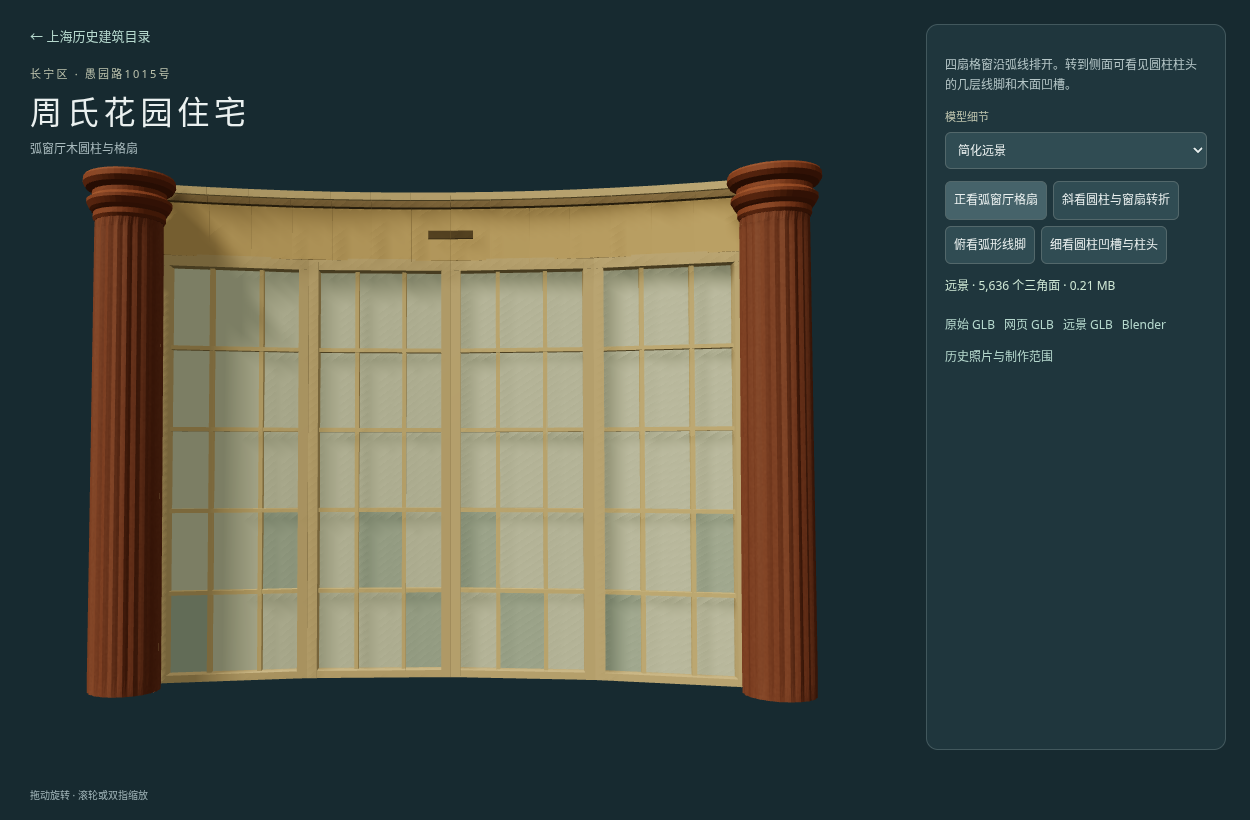 ← 上海历史建筑目录
长宁区 · 愚园路1015号
周氏花园住宅
弧窗厅木圆柱与格扇
四扇格窗沿弧线排开。转到侧面可看见圆柱柱头
的几层线脚和木面凹槽。
模型细节
简化远景
正看弧窗厅格扇 斜看圆柱与窗扇转折
俯看弧形线脚 细看圆柱凹槽与柱头
远景 · 5,636 个三角面 · 0.21 MB
原始 GLB 网页 GLB 远景 GLB Blender
历史照片与制作范围
拖动旋转 · 滚轮或双指缩放